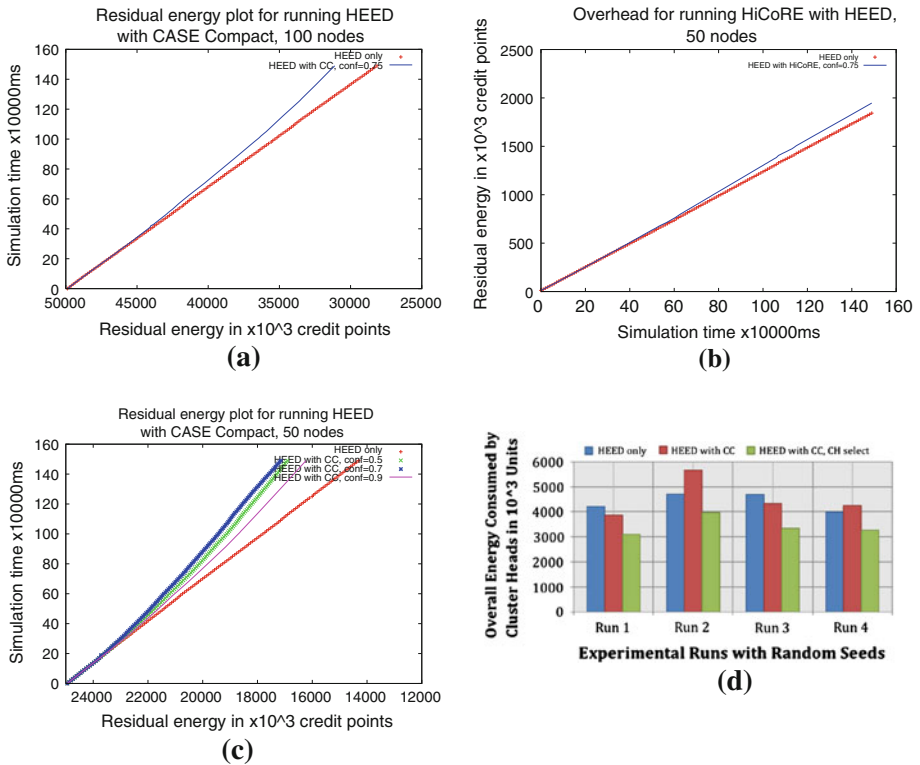 Residual energy plot for running HEED
with CASE Compact, 100 nodes
HEED only
HEED with CC, conf=0.75
Simulation time x10000ms
160
140
120
100
80
60
40
20
0
50000 45000 40000 35000 30000 25000
Residual energy in x10^3 credit points
(a)
Overhead for running HiCoRE with HEED,
50 nodes
HEED only
HEED with HiCoRE, conf=0.75
Residual energy in x10^3 credit points
2500
2000
1500
1000
500
0
0 20 40 60 80 100 120 140 160
Simulation time x10000ms
(b)
Residual energy plot for running HEED
with CASE Compact, 50 nodes
HEED only
HEED with CC, conf=0.5
HEED with CC, conf=0.7
HEED with CC, conf=0.9
Simulation time x10000ms
160
140
120
100
80
60
40
20
0
24000 22000 20000 18000 16000 14000 12000
Residual energy in x10^3 credit points
(c)
HEED only HEED with CC HEED with CC, CH select
Overall Energy Consumed by
Cluster Heads in 10^3 Units
6000
5000
4000
3000
2000
1000
0
Run 1 Run 2 Run 3 Run 4
Experimental Runs with Random Seeds
(d)